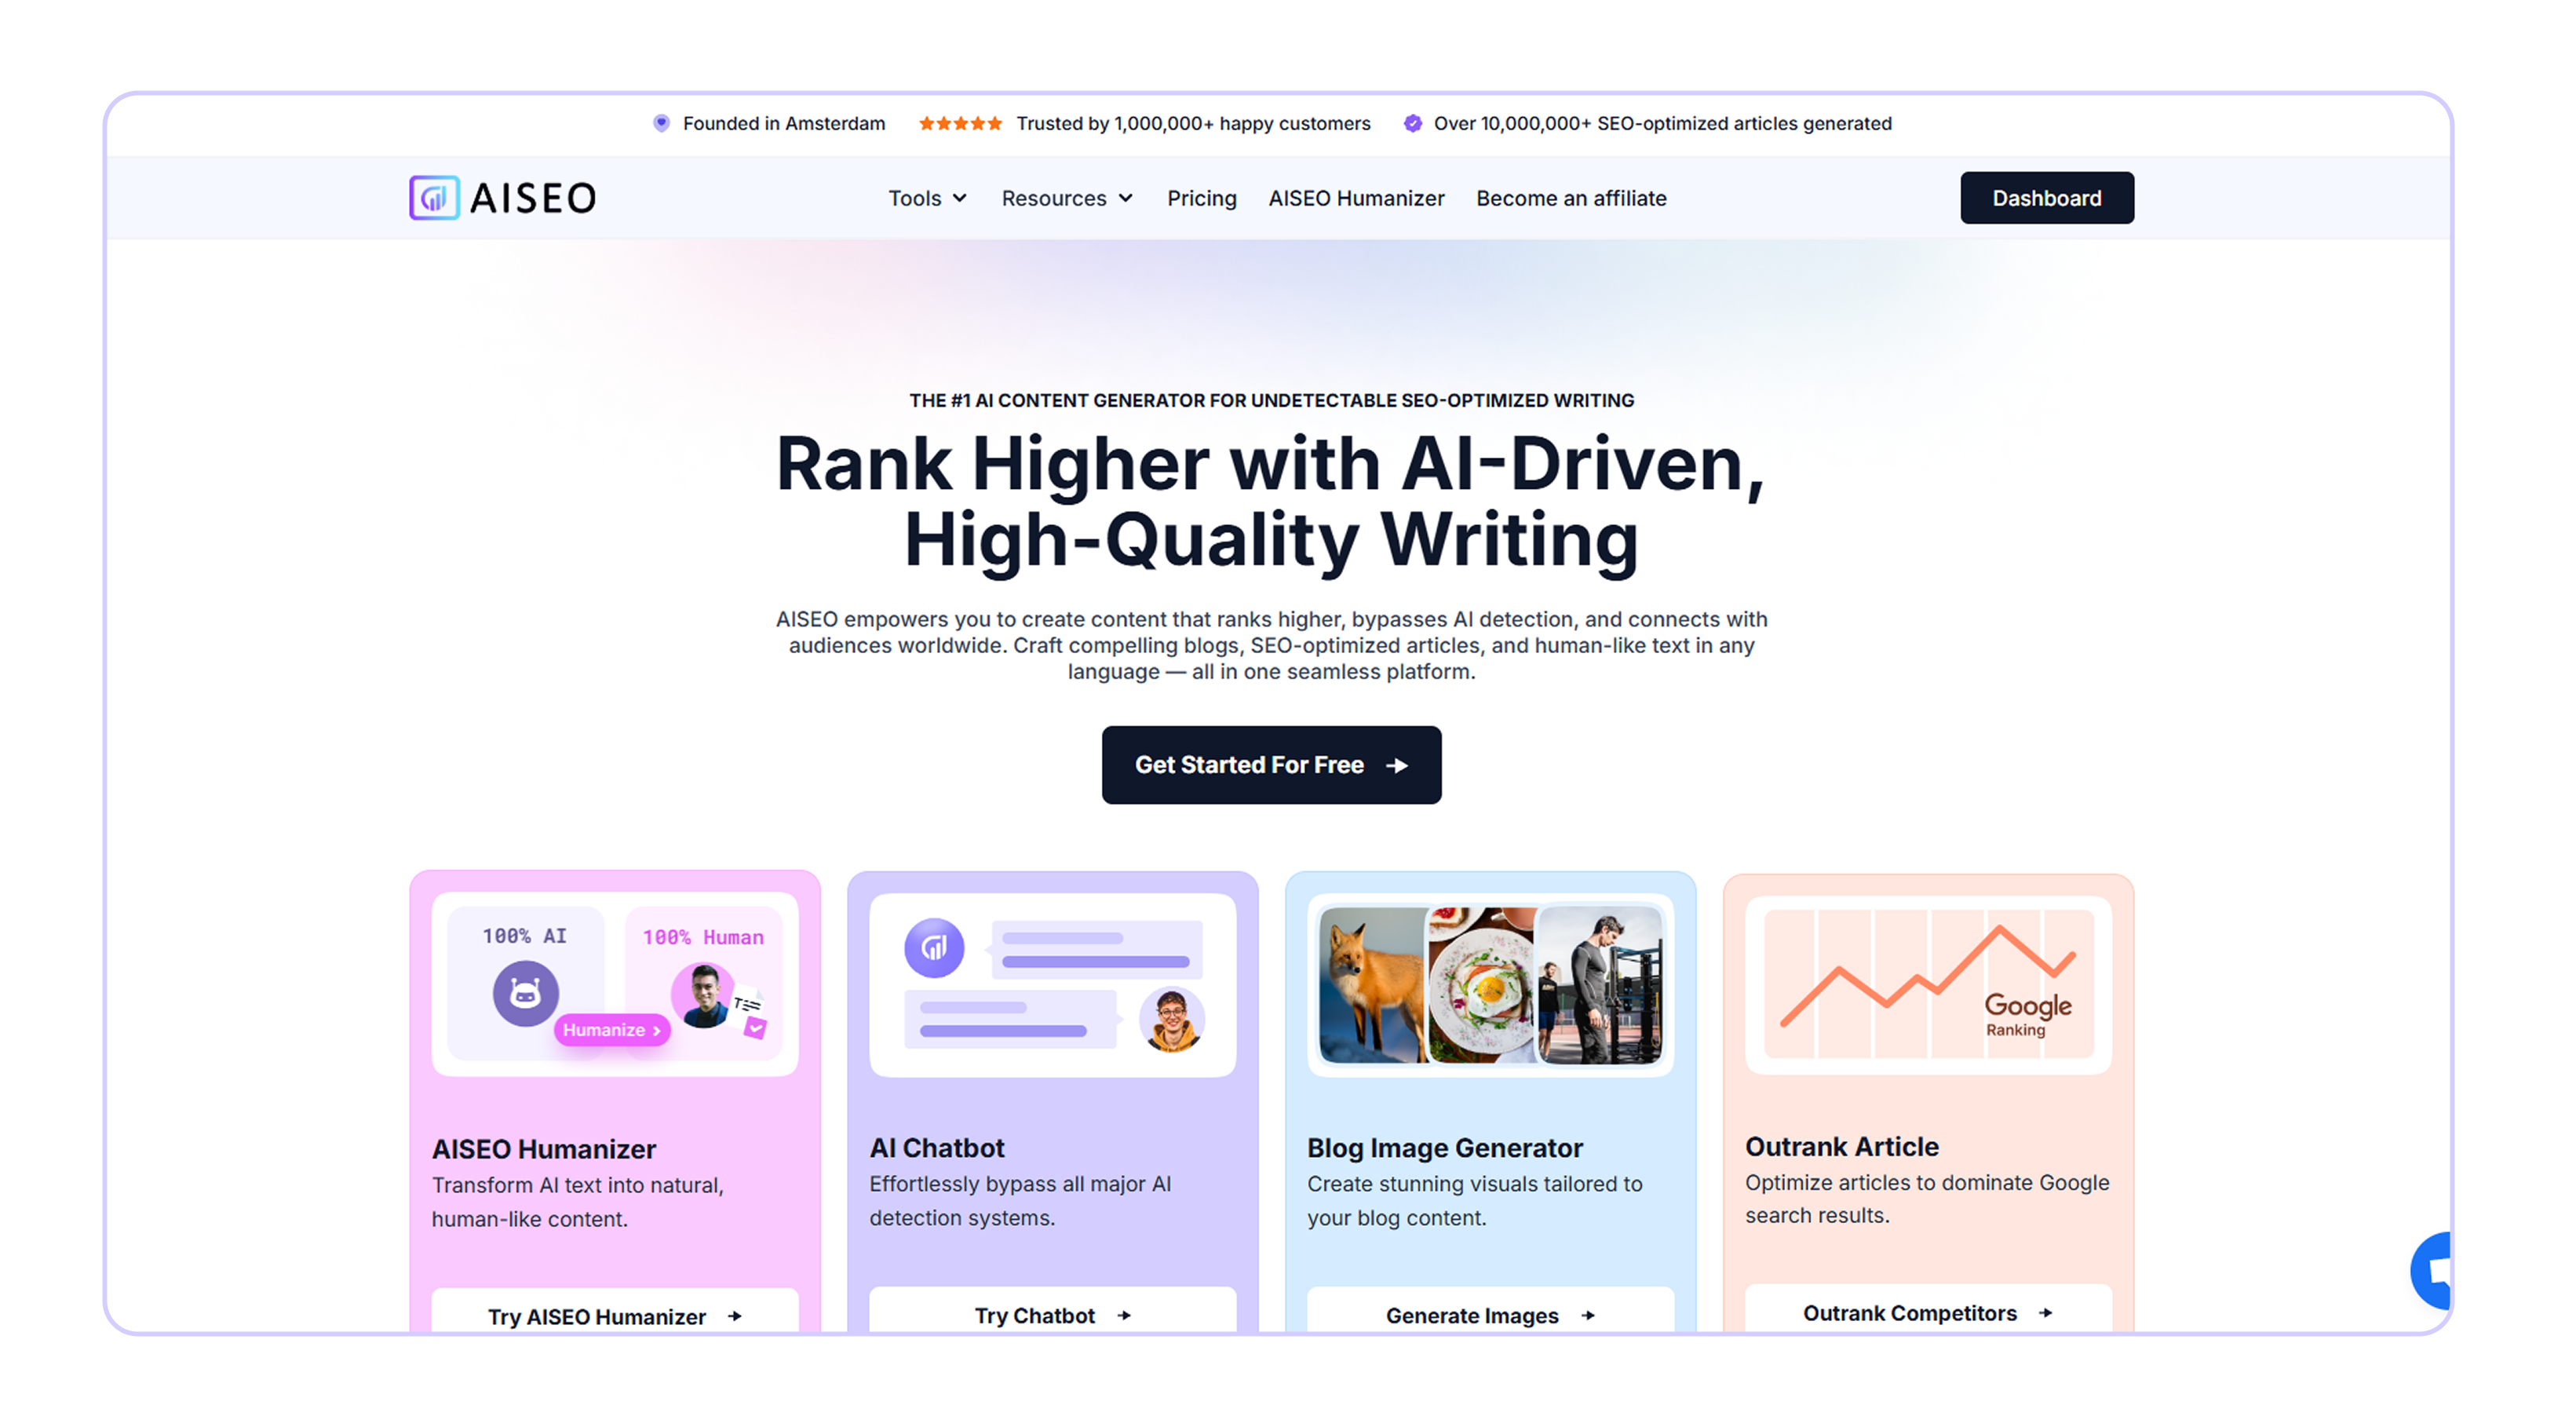 Founded in Amsterdam
Trusted by 1,000,000+ happy customers
Over 10,000,000+ SEO-optimized articles generated
AISEO
Tools
Resources
Pricing
AISEO Humanizer
Become an affiliate
Dashboard
THE #1 AI CONTENT GENERATOR FOR UNDETECTABLE SEO-OPTIMIZED WRITING
Rank Higher with AI-Driven,
High-Quality Writing
AISEO empowers you to create content that ranks higher, bypasses AI detection, and connects with
audiences worldwide. Craft compelling blogs, SEO-optimized articles, and human-like text in any
language — all in one seamless platform.
Get Started For Free
100% AI
100% Human
T
Humanize
AISEO Humanizer
Transform AI text into natural,
human-like content.
Try AISEO Humanizer
AI Chatbot
Effortlessly bypass all major AI
detection systems.
Try Chatbot
Blog Image Generator
Create stunning visuals tailored to
your blog content.
Generate Images
Google
Ranking
Outrank Article
Optimize articles to dominate Google
search results.
Outrank Competitors